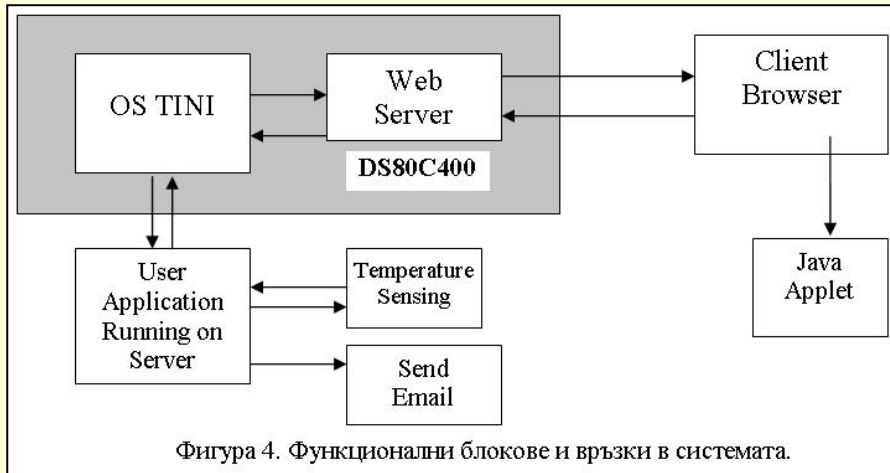 OS TINI
Web
Server
DS80C400
Client
Browser
User
Application
Running on
Server
Temperature
Sensing
Send
Email
Java
Applet
Фигура 4. Функционални блокове и връзки в системата.